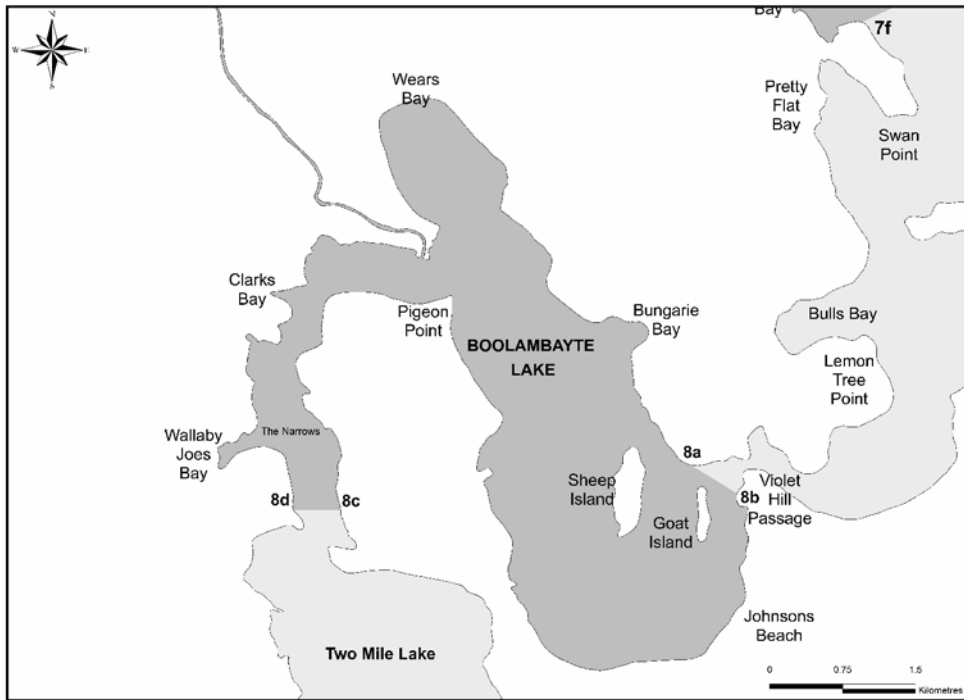 N
W
E
S
Bay
7f
Wears
Bay
Pretty
Flat
Bay
Swan
Point
Clarks
Bay
Pigeon
Point
Bungarie
Bay
Bulls Bay
BOOLAMBAYTE
LAKE
Lemon
Tree
Point
The Narrows
Wallaby
Joes
Bay
8a
Sheep
Island
Violet
Hill
Passage
8b
8d
8c
Goat
Island
Johnsons
Beach
Two Mile Lake
0 0.75 1.5
Kilometres